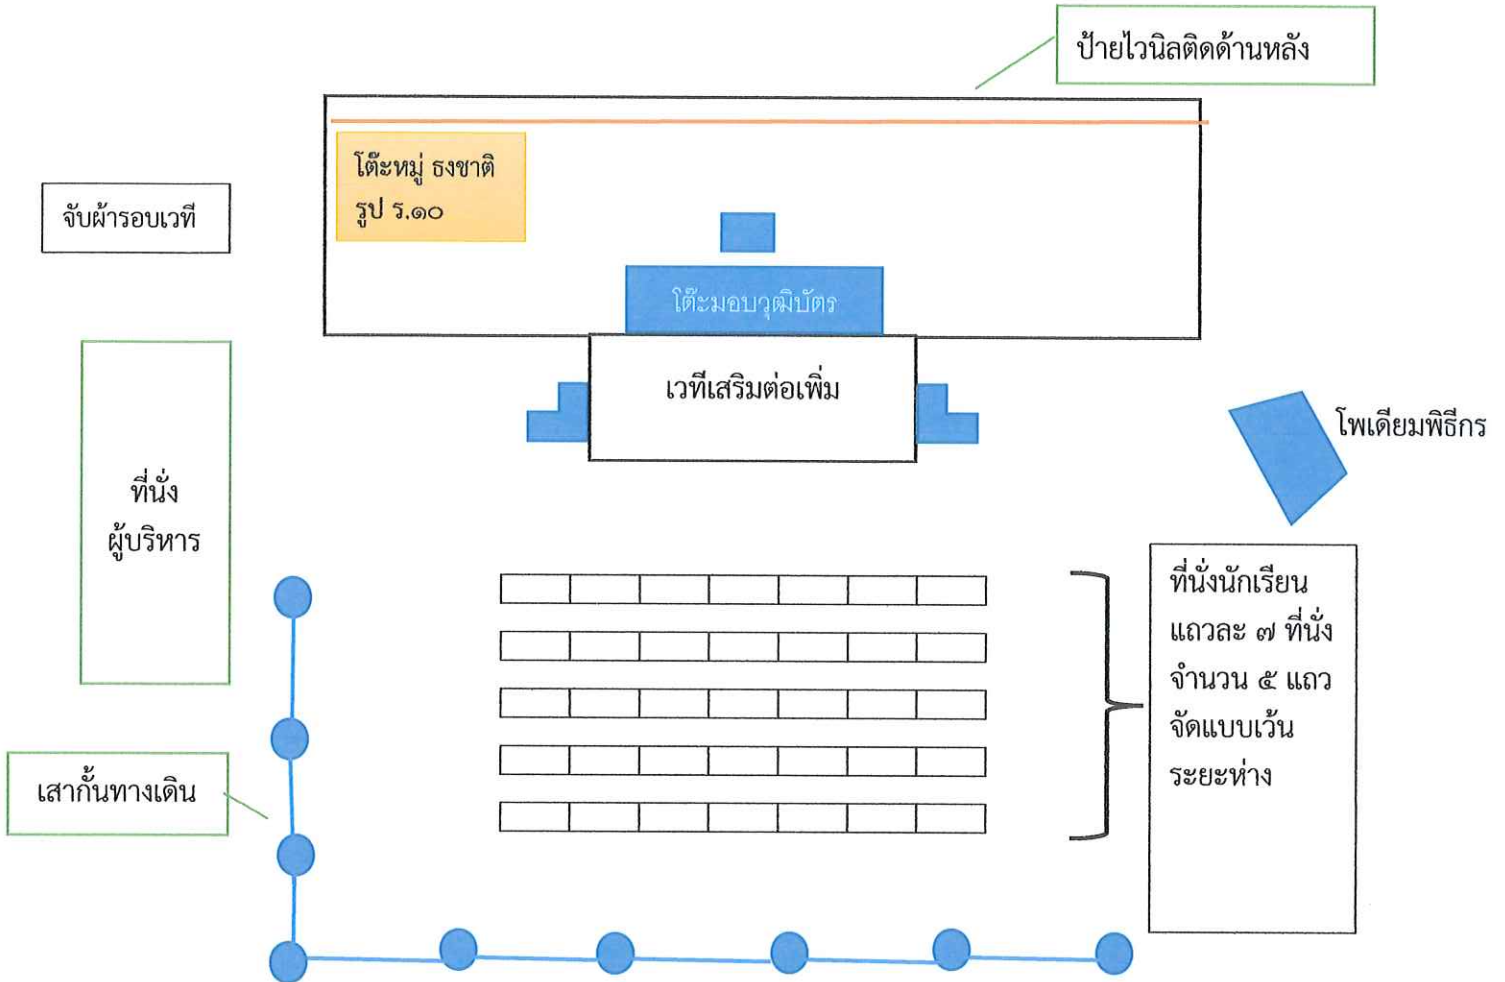 ป้ายไวนิลติดด้านหลัง
โต๊ะหมู่ ธงชาติ
รูป ร.๑๐
จับผ้ารอบเวที
โต๊ะมอบวุฒิบัตร
เวทีเสริมต่อเพิ่ม
โพเดียมพิธีกร
ที่นั่ง
ผู้บริหาร
ที่นั่งนักเรียน
แถวละ ๗ ที่นั่ง
จำนวน ๕ แถว
จัดแบบเว้น
ระยะห่าง
เสากั้นทางเดิน